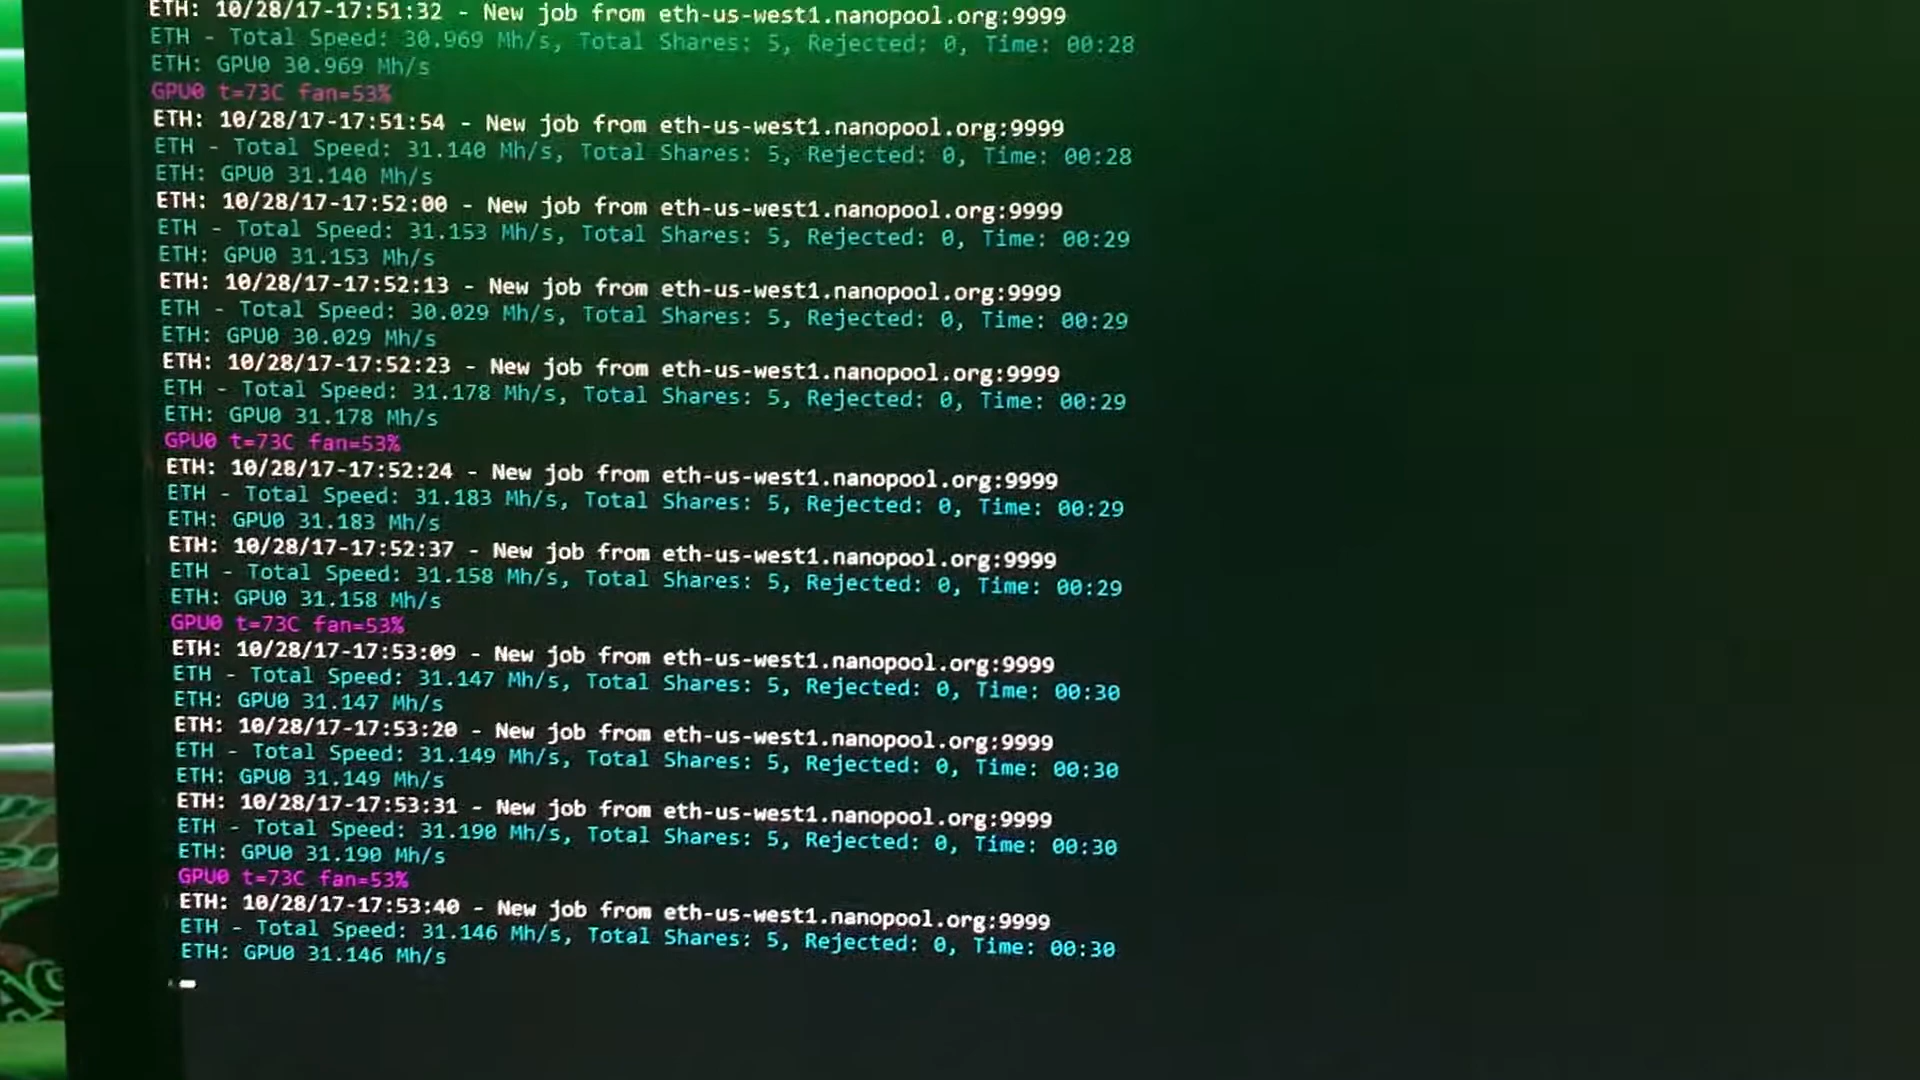 ETH: 10/28/17-17:51:32 - New job from eth-us-west1.nanopool.org:9999
ETH - Total Speed: 30.969 Mh/s, Total Shares: 5, Rejected: 0, Time: 00:28
ETH: GPU0 30.969 Mh/s
GPU0 t=73C fan=53%
ETH: 10/28/17-17:51:54 - New job from eth-us-west1.nanopool.org:9999
ETH - Total Speed: 31.140 Mh/s, Total Shares: 5, Rejected: 0, Time: 00:28
ETH: GPU0 31.140 Mh/s
ETH: 10/28/17-17:52:00 - New job from eth-us-west1.nanopool.org:9999
ETH - Total Speed: 31.153 Mh/s, Total Shares: 5, Rejected: 0, Time: 00:29
ETH: GPU0 31.153 Mh/s
ETH: 10/28/17-17:52:13 - New job from eth-us-west1.nanopool.org:9999
ETH - Total Speed: 30.029 Mh/s, Total Shares: 5, Rejected: 0, Time: 00:29
ETH: GPU0 30.029 Mh/s
ETH: 10/28/17-17:52:23 - New job from eth-us-west1.nanopool.org:9999
ETH - Total Speed: 31.178 Mh/s, Total Shares: 5, Rejected: 0, Time: 00:29
ETH: GPU0 31.178 Mh/s
GPU0 t=73C fan=53%
ETH: 10/28/17-17:52:24 - New job from eth-us-west1.nanopool.org:9999
ETH - Total Speed: 31.183 Mh/s, Total Shares: 5, Rejected: 0, Time: 00:29
ETH: GPU0 31.183 Mh/s
ETH: 10/28/17-17:52:37 - New job from eth-us-west1.nanopool.org:9999
ETH - Total Speed: 31.158 Mh/s, Total Shares: 5, Rejected: 0, Time: 00:29
ETH: GPU0 31.158 Mh/s
GPU0 t=73C fan=53%
ETH: 10/28/17-17:53:09 - New job from eth-us-west1.nanopool.org:9999
ETH - Total Speed: 31.147 Mh/s, Total Shares: 5, Rejected: 0, Time: 00:30
ETH: GPU0 31.147 Mh/s
ETH: 10/28/17-17:53:20 - New job from eth-us-west1.nanopool.org:9999
ETH - Total Speed: 31.149 Mh/s, Total Shares: 5, Rejected: 0, Time: 00:30
ETH: GPU0 31.149 Mh/s
ETH: 10/28/17-17:53:31 - New job from eth-us-west1.nanopool.org:9999
ETH - Total Speed: 31.190 Mh/s, Total Shares: 5, Rejected: 0, Time: 00:30
ETH: GPU0 31.190 Mh/s
GPU0 t=73C fan=53%
ETH: 10/28/17-17:53:40 - New job from eth-us-west1.nanopool.org:9999
ETH - Total Speed: 31.146 Mh/s, Total Shares: 5, Rejected: 0, Time: 00:30
ETH: GPU0 31.146 Mh/s